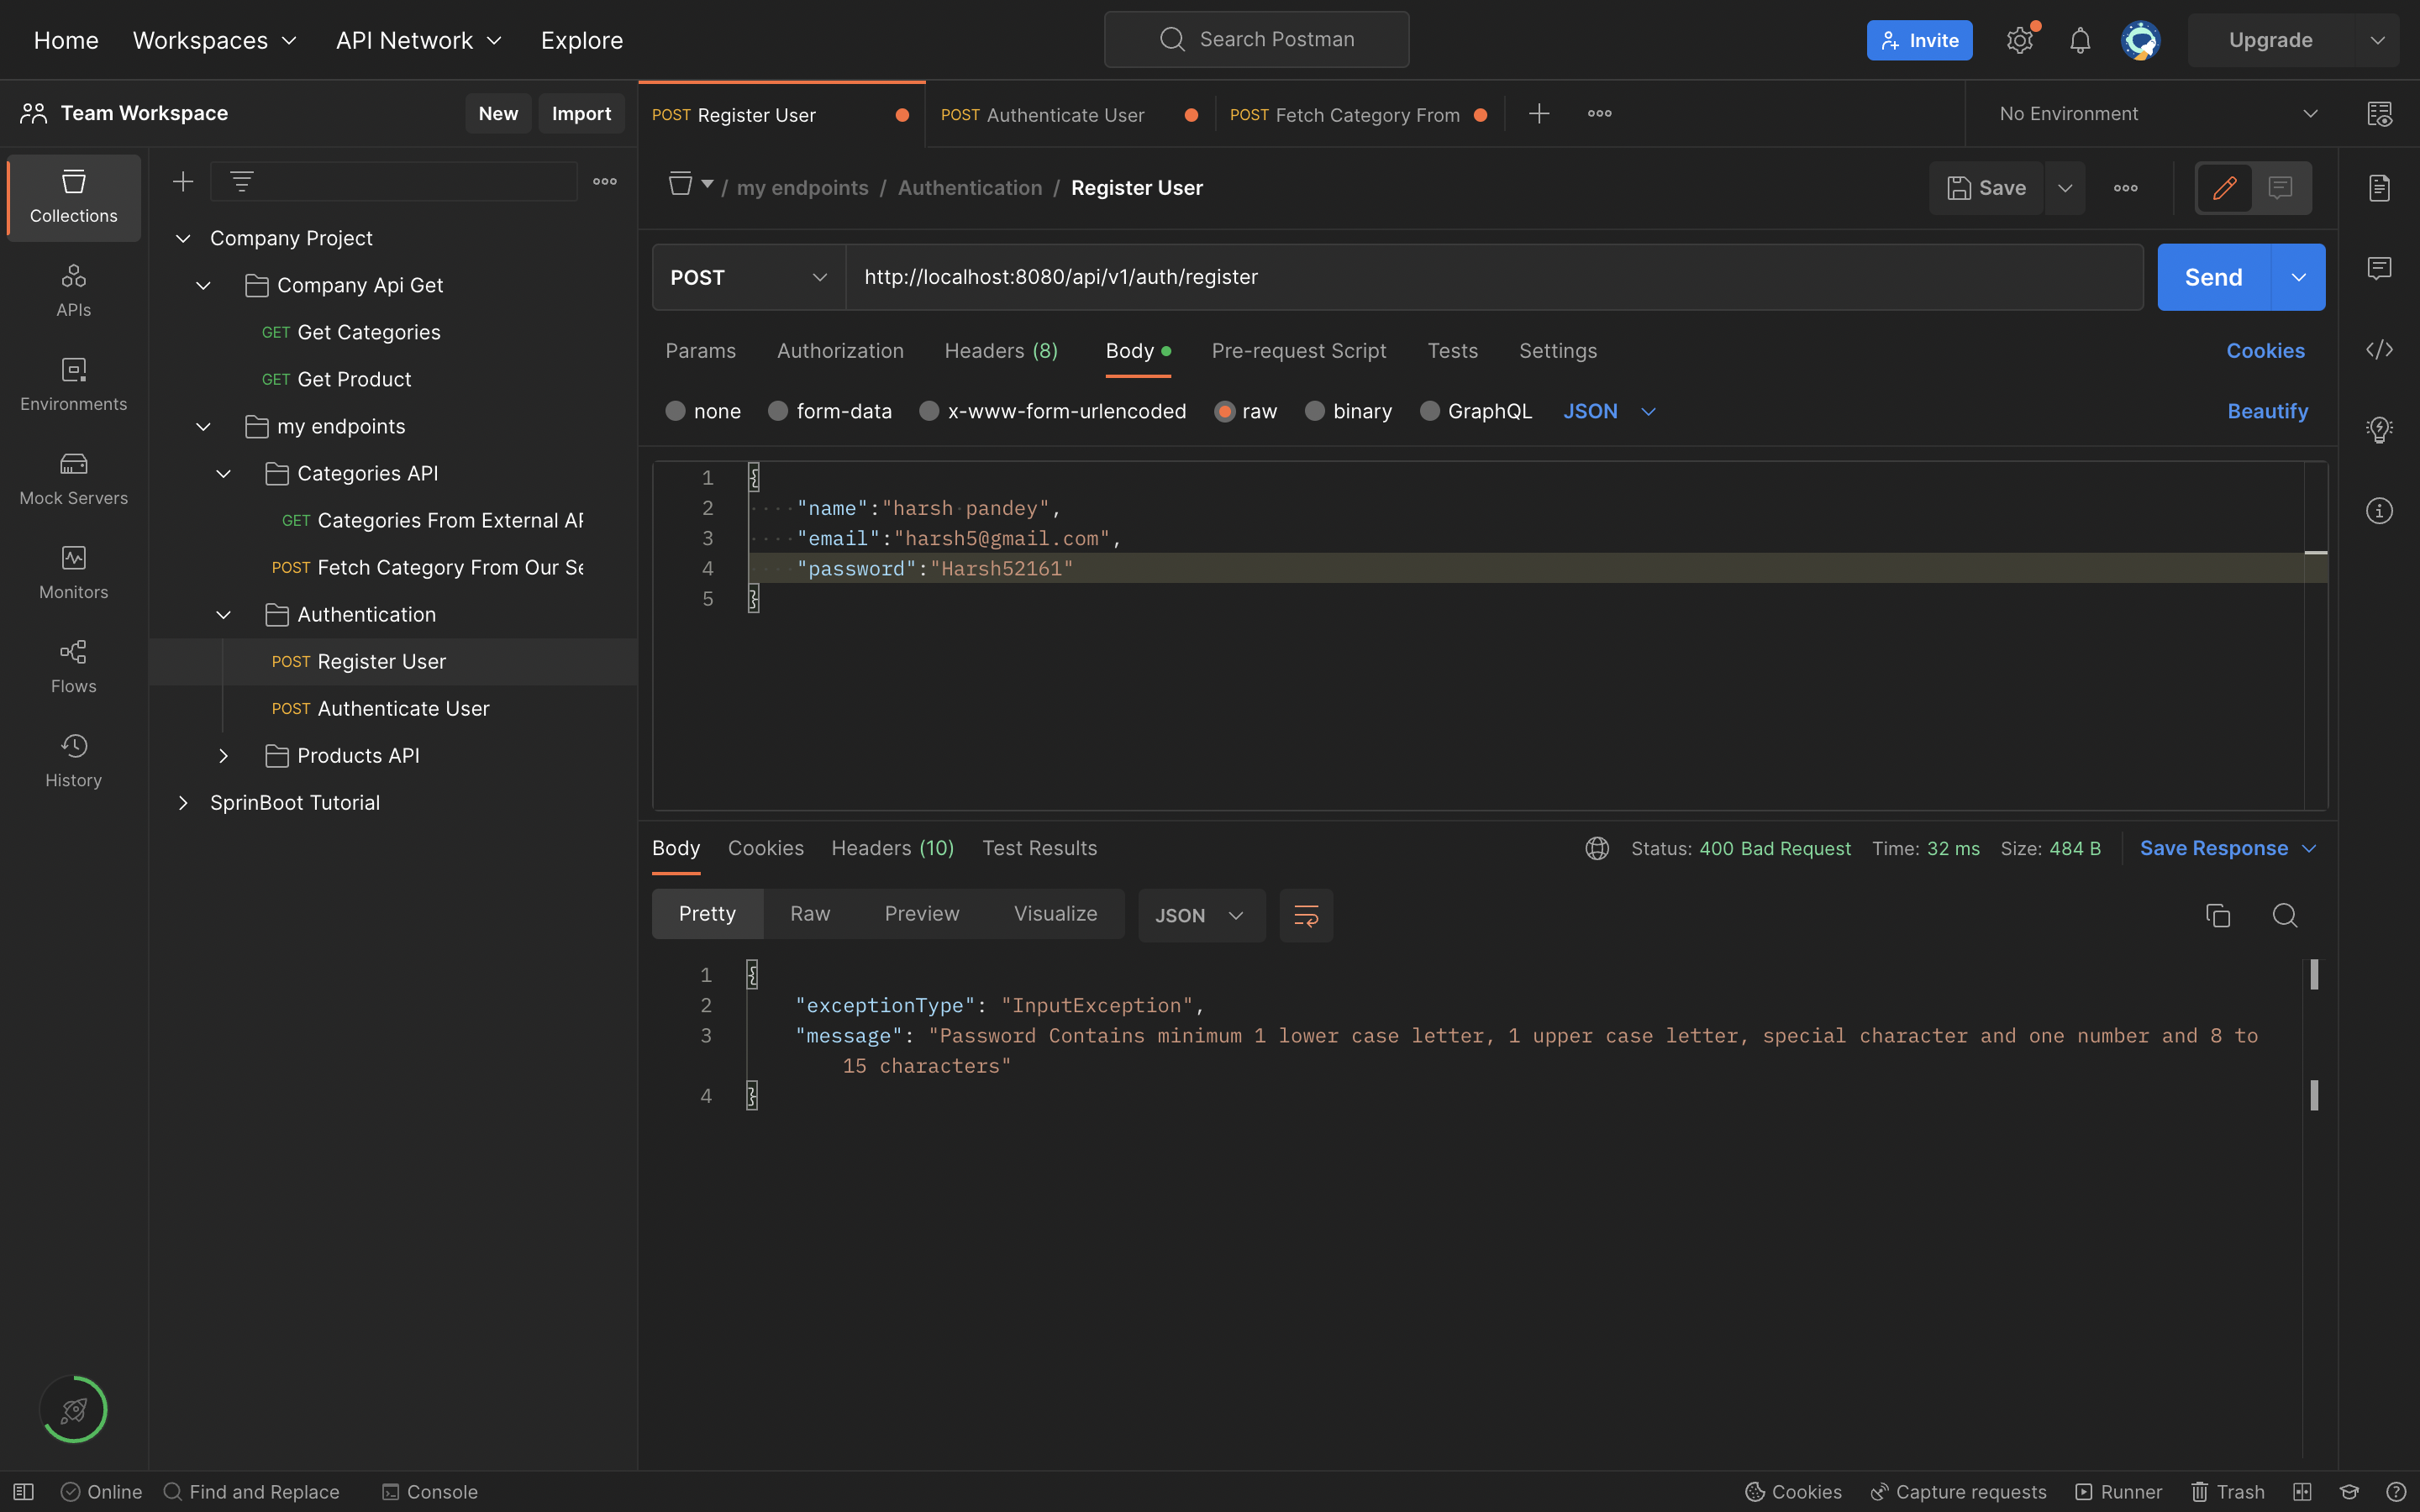 Home Workspaces API Network Explore Search Postman Invite Upgrade
Team Workspace New Import
POST Register User POST Authenticate User POST Fetch Category From No Environment
Collections
APIs
Environments
Mock Servers
Monitors
Flows
History
Company Project
Company Api Get
GET Get Categories
GET Get Product
my endpoints
Categories API
GET Categories From External
POST Fetch Category From Our
Authentication
POST Register User
POST Authenticate User
Products API
SprinBoot Tutorial
/ my endpoints / Authentication / Register User Save
POST http://localhost:8080/api/v1/auth/register Send
Params Authorization Headers (8) Body Pre-request Script Tests Settings Cookies
none form-data x-www-form-urlencoded raw binary GraphQL JSON Beautify
1 {
2 "name":"harsh pandey",
3 "email":"harsh5@gmail.com",
4 "password":"Harsh52161"
5 }
Body Cookies Headers (10) Test Results Status: 400 Bad Request Time: 32 ms Size: 484 B Save Response
Pretty Raw Preview Visualize JSON
1 {
2 "exceptionType": "InputException",
3 "message": "Password Contains minimum 1 lower case letter, 1 upper case letter, special character and one number and 8 to
15 characters"
4 }
Online Find and Replace Console Cookies Capture requests Runner Trash